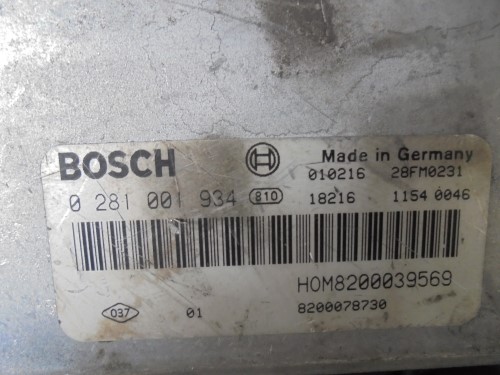 BOSCH Made in Germany
010216 28FM0231
0 281 001 934 810 18216 1154 0046
HOM8200039569
037 01 8200078730